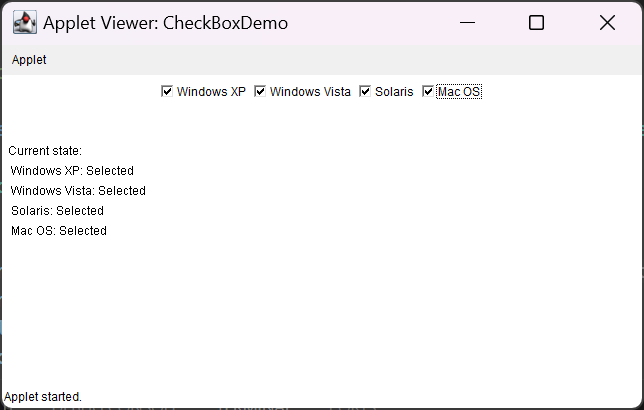 Applet Viewer: CheckBoxDemo
Applet
Windows XP Windows Vista Solaris Mac OS
Current state:
Windows XP: Selected
Windows Vista: Selected
Solaris: Selected
Mac OS: Selected
Applet started.